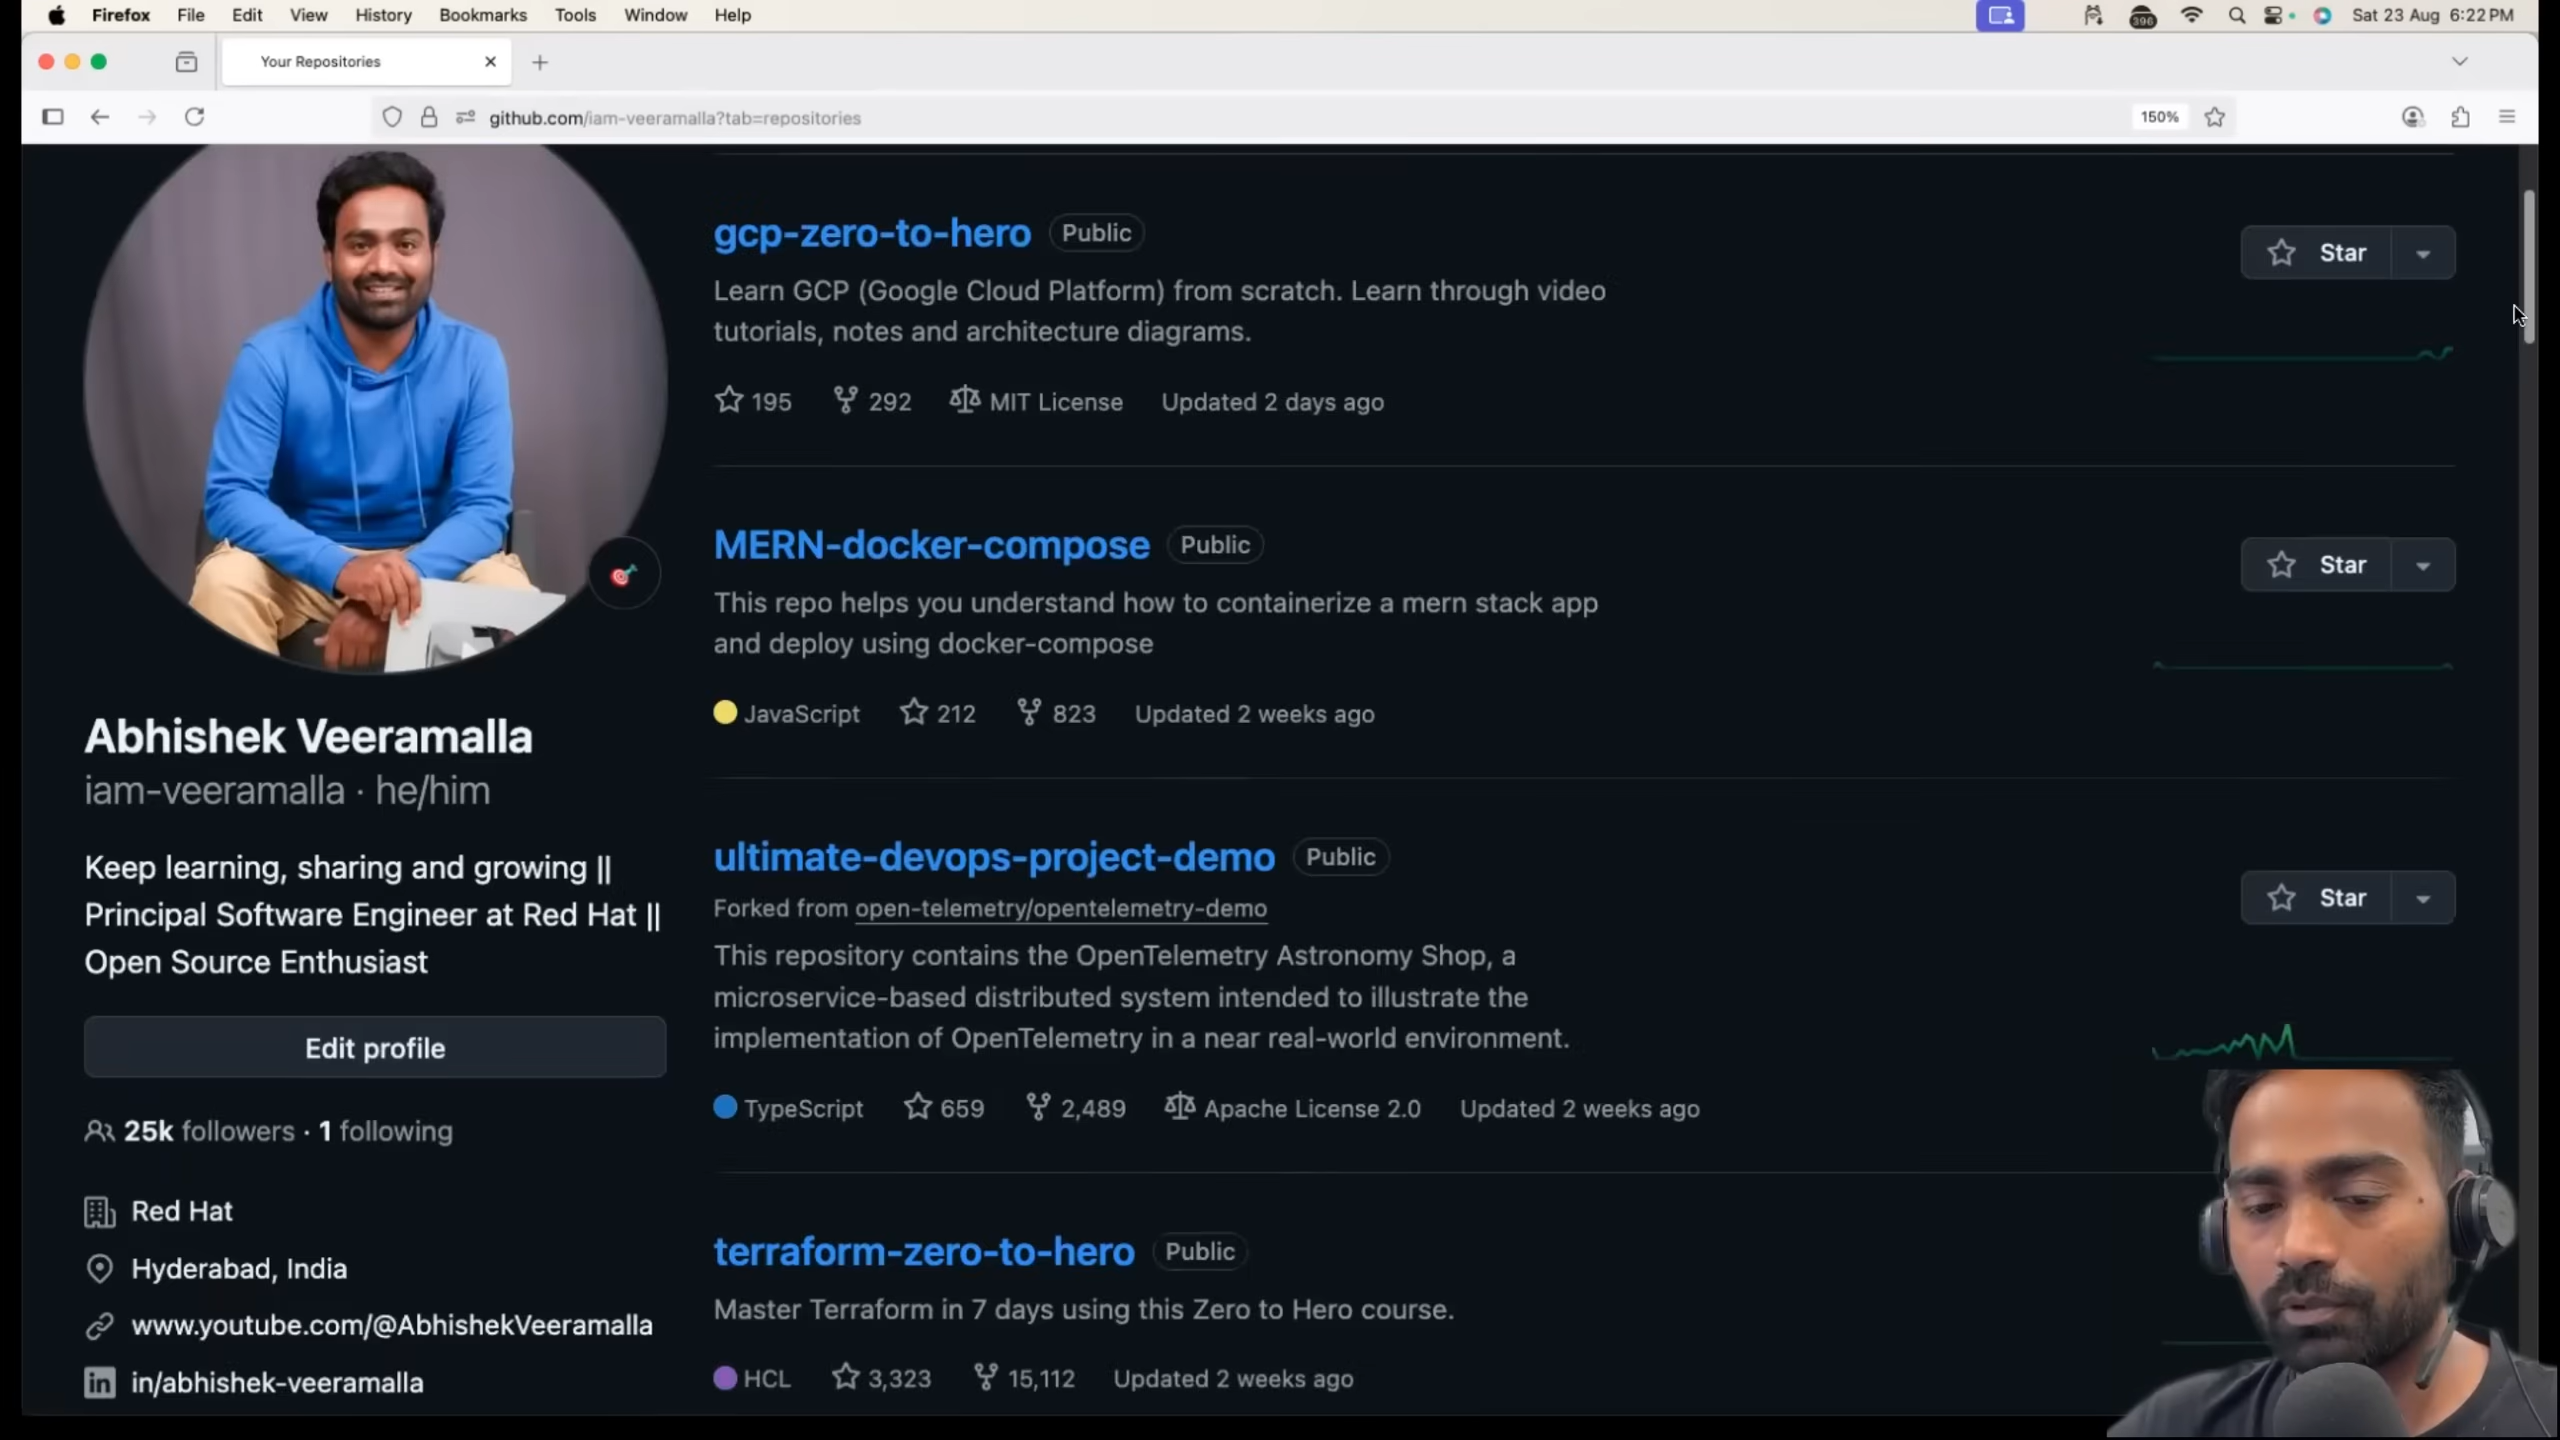 Firefox File Edit View History Bookmarks Tools Window Help
396
Sat 23 Aug 6:22 PM
Your Repositories
github.com/iam-veeramalla?tab=repositories
150%
gcp-zero-to-hero Public
Star
Learn GCP (Google Cloud Platform) from scratch. Learn through video
tutorials, notes and architecture diagrams.
195 292 MIT License Updated 2 days ago
MERN-docker-compose Public
Star
This repo helps you understand how to containerize a mern stack app
and deploy using docker-compose
JavaScript 212 823 Updated 2 weeks ago
ultimate-devops-project-demo Public
Star
Forked from open-telemetry/opentelemetry-demo
This repository contains the OpenTelemetry Astronomy Shop, a
microservice-based distributed system intended to illustrate the
implementation of OpenTelemetry in a near real-world environment.
TypeScript 659 2,489 Apache License 2.0 Updated 2 weeks ago
terraform-zero-to-hero Public
Master Terraform in 7 days using this Zero to Hero course.
HCL 3,323 15,112 Updated 2 weeks ago
Abhishek Veeramalla
iam-veeramalla · he/him
Keep learning, sharing and growing ||
Principal Software Engineer at Red Hat ||
Open Source Enthusiast
Edit profile
25k followers · 1 following
Red Hat
Hyderabad, India
www.youtube.com/@AbhishekVeeramalla
in/abhishek-veeramalla